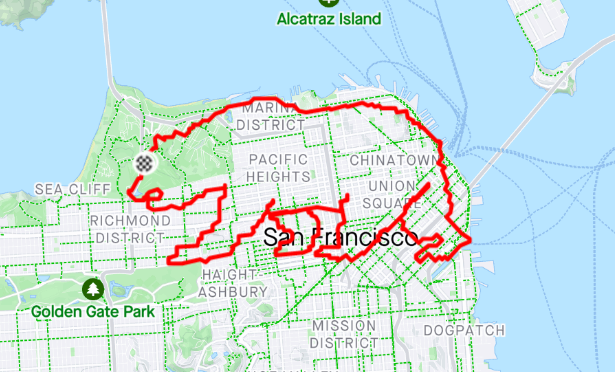 Alcatraz Island
MARINA
DISTRICT
PACIFIC
HEIGHTS
CHINATOWN
SEA CLIFF
UNION
SQUARE
RICHMOND
DISTRICT
San Francisco
HAIGHT-
ASHBURY
Golden Gate Park
MISSION
DISTRICT
DOGPATCH